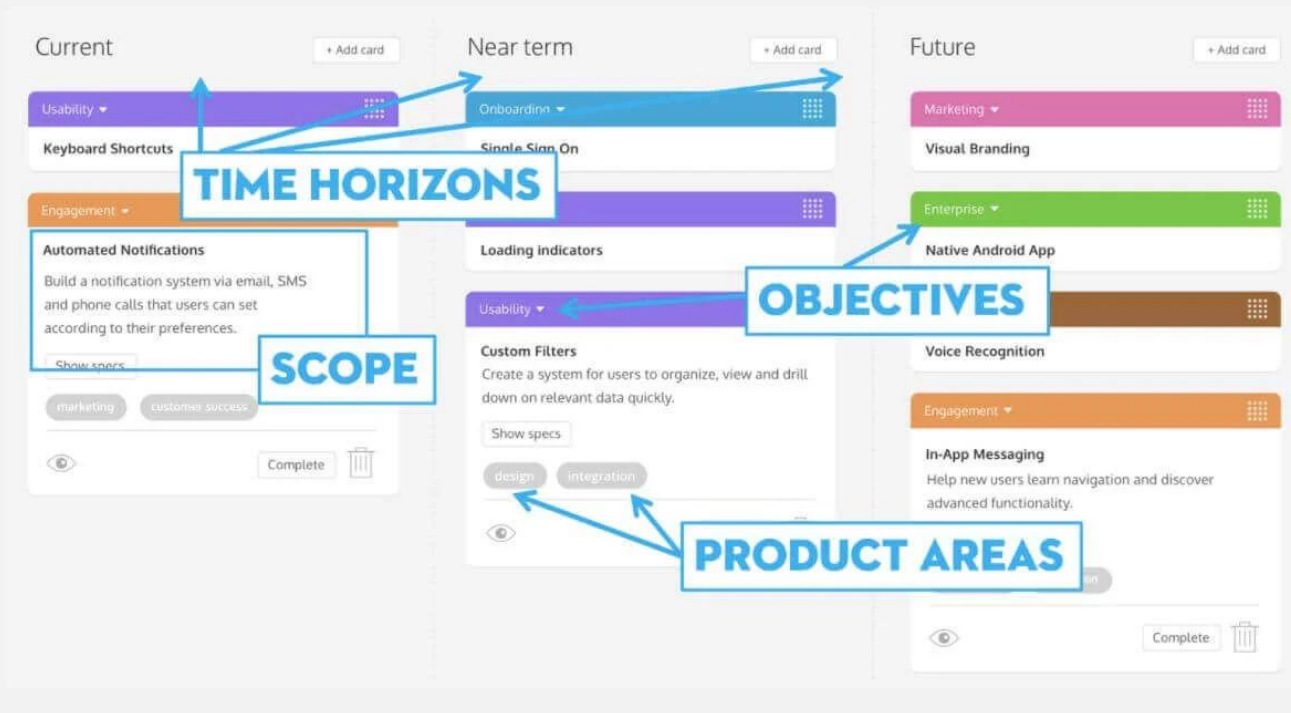 Current
+ Add card
Usability
Keyboard Shortcuts
Engagement
Automated Notifications
Build a notification system via email, SMS
and phone calls that users can set
according to their preferences.
Show specs
marketing
customer success
Complete
Near term
+ Add card
Onboarding
Single Sign On
Loading indicators
Usability
Custom Filters
Create a system for users to organize, view and drill
down on relevant data quickly.
Show specs
design
integration
Future
+ Add card
Marketing
Visual Branding
Enterprise
Native Android App
Voice Recognition
Engagement
In-App Messaging
Help new users learn navigation and discover
advanced functionality.
Complete
TIME HORIZONS
OBJECTIVES
SCOPE
PRODUCT AREAS